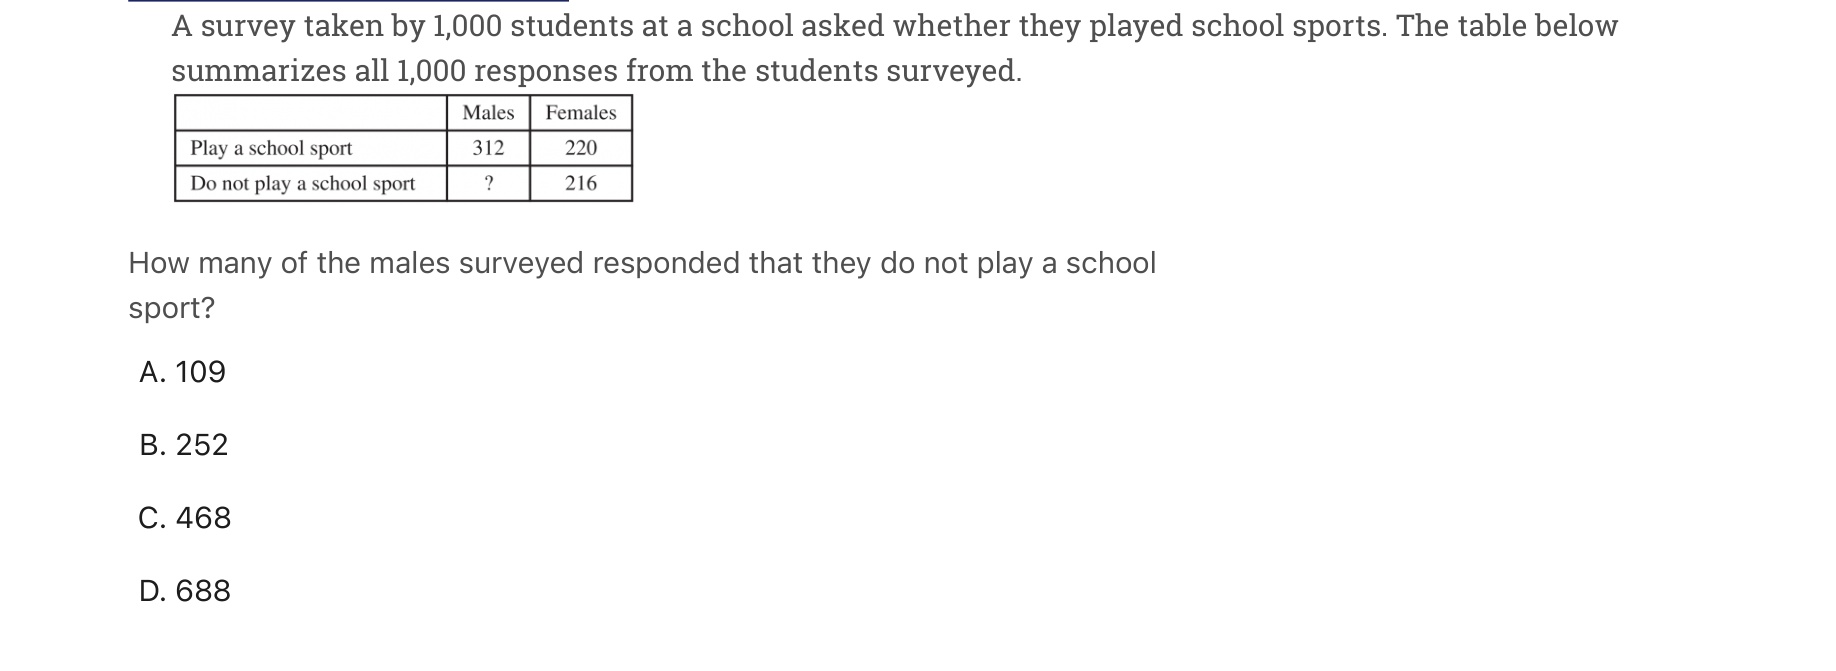 A survey taken by 1,000 students at a school asked whether they played school sports. The table below
summarizes all 1,000 responses from the students surveyed.
Males Females
Play a school sport 312 220
Do not play a school sport ? 216
How many of the males surveyed responded that they do not play a school
sport?
A. 109
B. 252
C. 468
D. 688